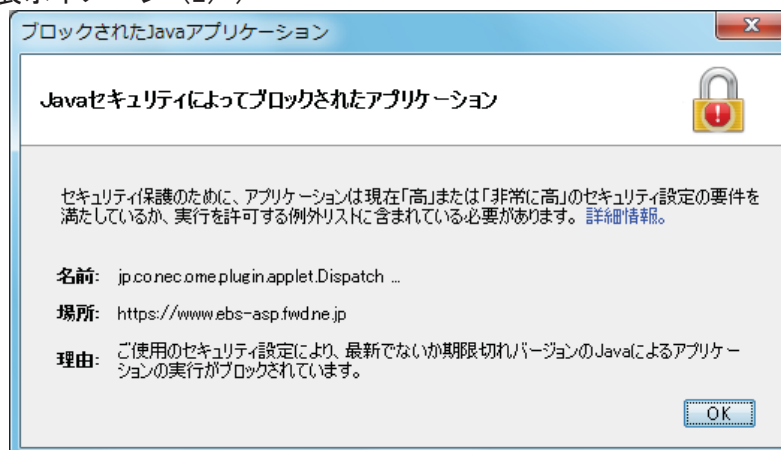 ブロックされたJavaアプリケーション
Javaセキュリティによってブロックされたアプリケーション
セキュリティ保護のために、アプリケーションは現在「高」または「非常に高」のセキュリティ設定の要件を
満たしているか、実行を許可する例外リストに含まれている必要があります。詳細情報。
名前: jp.co.nec.ome.plugin.applet.Dispatch ...
場所: https://www.ebs-asp.fwd.ne.jp
理由: ご使用のセキュリティ設定により、最新でないか期限切れバージョンのJavaによるアプリケー
ションの実行がブロックされています。
OK